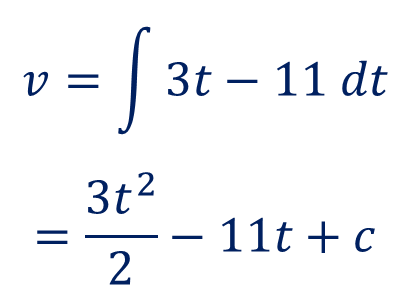 v = ∫ 3t − 11 dt
= 3t²/2 − 11t + c